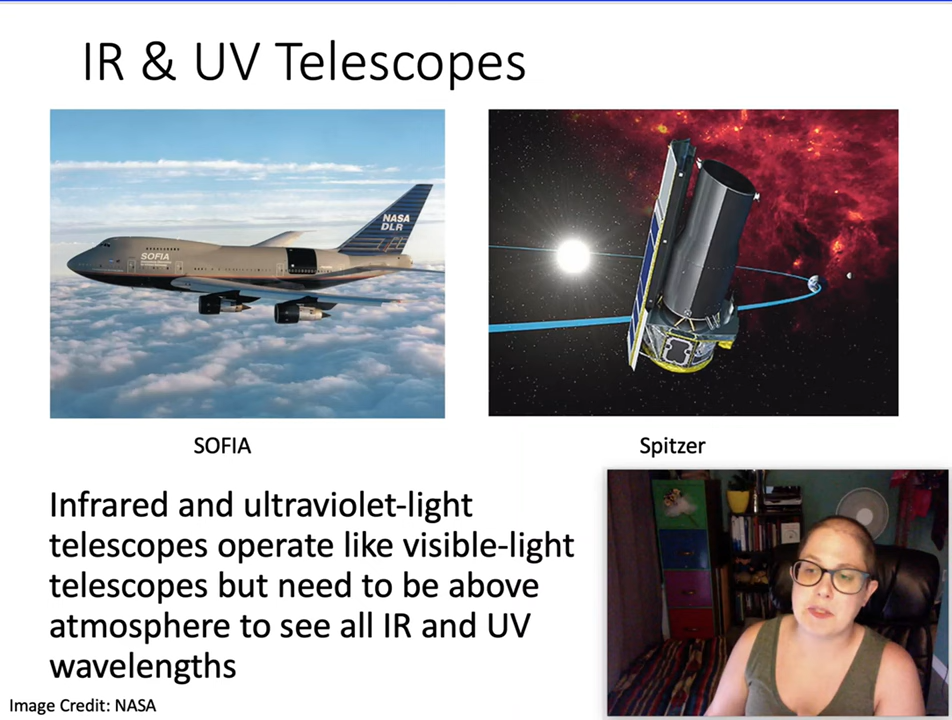 IR & UV Telescopes
NASA
DLR
SOFIA
SOFIA
Spitzer
Infrared and ultraviolet-light
telescopes operate like visible-light
telescopes but need to be above
atmosphere to see all IR and UV
wavelengths
Image Credit: NASA